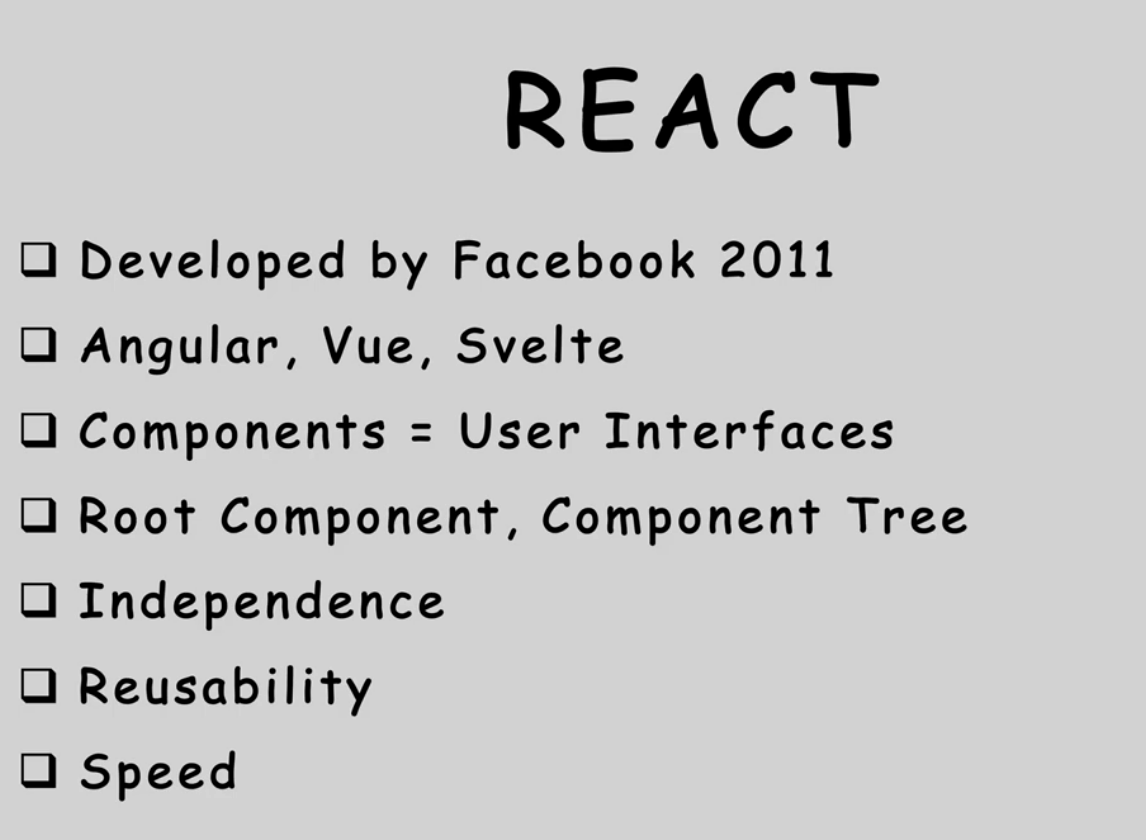 REACT
❑ Developed by Facebook 2011
❑ Angular, Vue, Svelte
❑ Components = User Interfaces
❑ Root Component, Component Tree
❑ Independence
❑ Reusability
❑ Speed